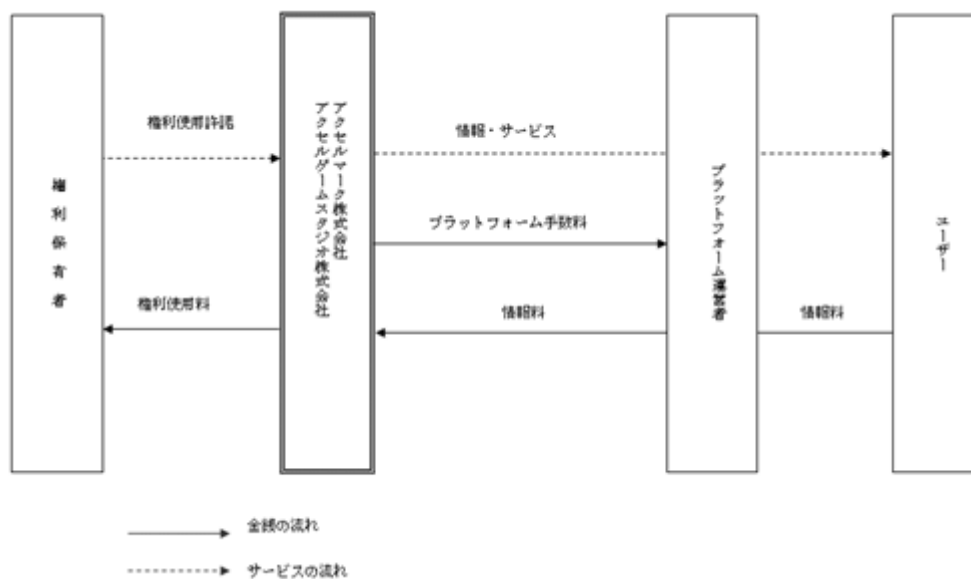 権利使用許諾
情報・サービス
権利保有者
アクセルマーク株式会社
アクセルゲームスタジオ株式会社
プラットフォーム運営者
ユーザー
プラットフォーム手数料
権利使用料
情報料
情報料
金銭の流れ
サービスの流れ